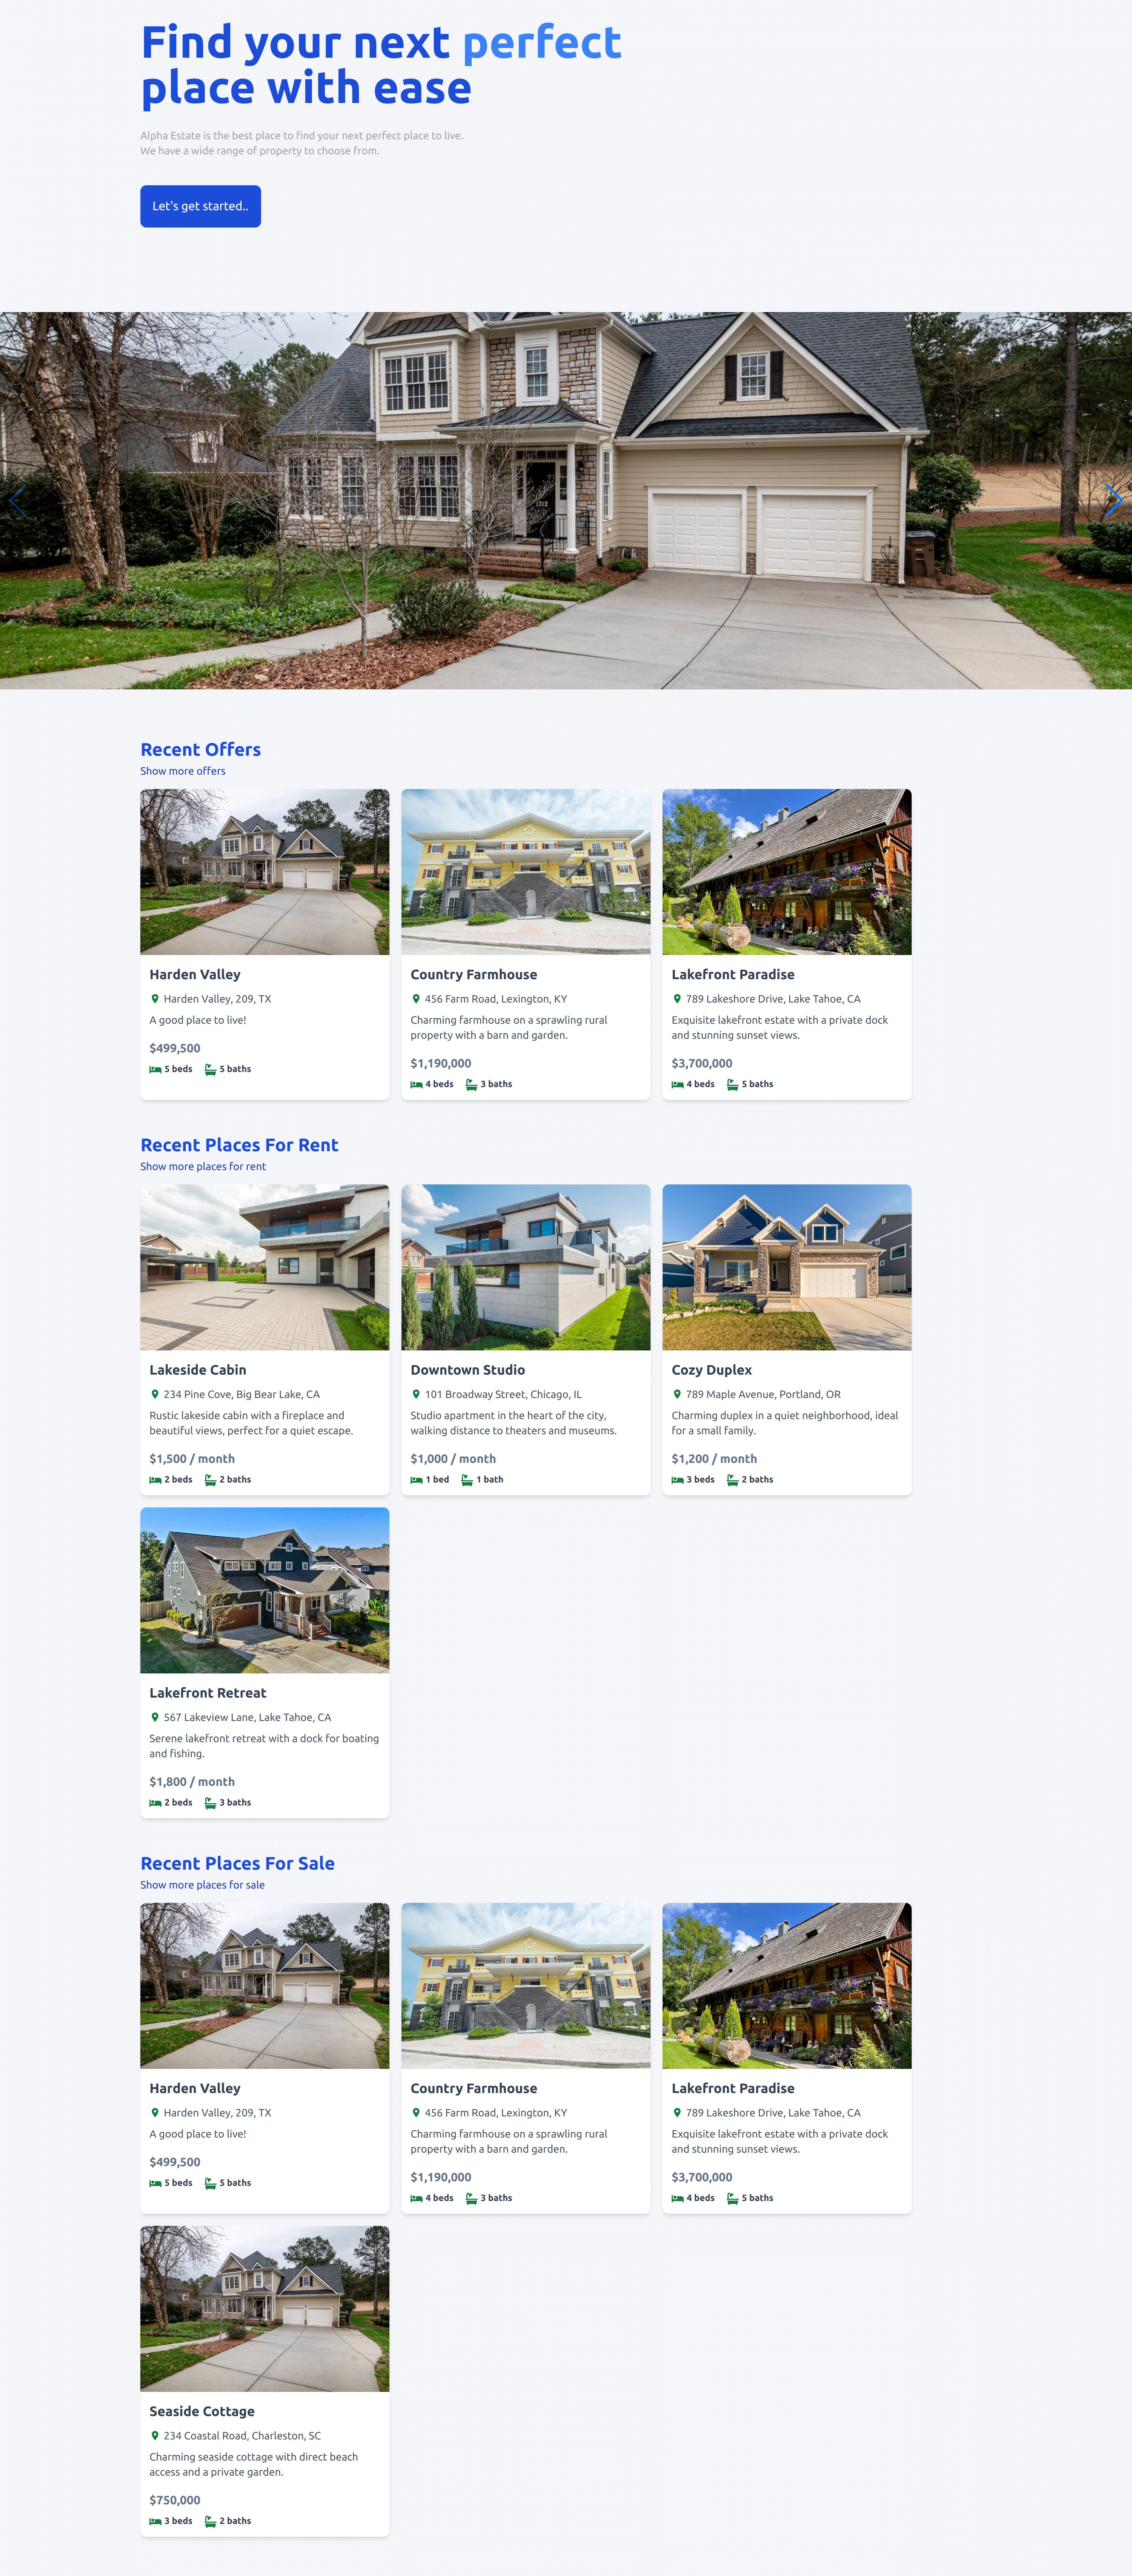 Find your next perfect
place with ease
Alpha Estate is the best place to find your next perfect place to live.
We have a wide range of property to choose from.
Let's get started..
Recent Offers
Show more offers
Harden Valley
Harden Valley, 209, TX
A good place to live!
$499,500
5 beds 5 baths
Country Farmhouse
456 Farm Road, Lexington, KY
Charming farmhouse on a sprawling rural
property with a barn and garden.
$1,190,000
4 beds 3 baths
Lakefront Paradise
789 Lakeshore Drive, Lake Tahoe, CA
Exquisite lakefront estate with a private dock
and stunning sunset views.
$3,700,000
4 beds 5 baths
Recent Places For Rent
Show more places for rent
Lakeside Cabin
234 Pine Cove, Big Bear Lake, CA
Rustic lakeside cabin with a fireplace and
beautiful views, perfect for a quiet escape.
$1,500 / month
2 beds 2 baths
Downtown Studio
101 Broadway Street, Chicago, IL
Studio apartment in the heart of the city,
walking distance to theaters and museums.
$1,000 / month
1 bed 1 bath
Cozy Duplex
789 Maple Avenue, Portland, OR
Charming duplex in a quiet neighborhood, ideal
for a small family.
$1,200 / month
3 beds 2 baths
Lakefront Retreat
567 Lakeview Lane, Lake Tahoe, CA
Serene lakefront retreat with a dock for boating
and fishing.
$1,800 / month
2 beds 3 baths
Recent Places For Sale
Show more places for sale
Harden Valley
Harden Valley, 209, TX
A good place to live!
$499,500
5 beds 5 baths
Country Farmhouse
456 Farm Road, Lexington, KY
Charming farmhouse on a sprawling rural
property with a barn and garden.
$1,190,000
4 beds 3 baths
Lakefront Paradise
789 Lakeshore Drive, Lake Tahoe, CA
Exquisite lakefront estate with a private dock
and stunning sunset views.
$3,700,000
4 beds 5 baths
Seaside Cottage
234 Coastal Road, Charleston, SC
Charming seaside cottage with direct beach
access and a private garden.
$750,000
3 beds 2 baths